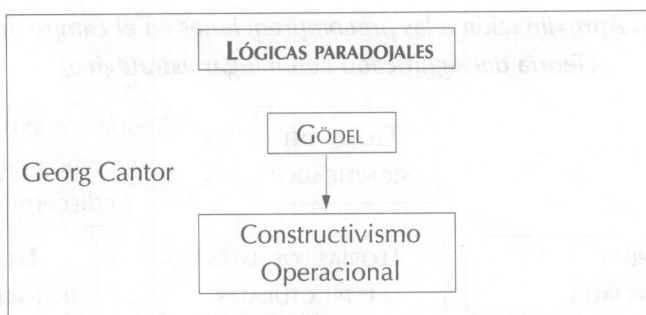 LÓGICAS PARADOJALES
GÖDEL
Georg Cantor
Constructivismo
Operacional